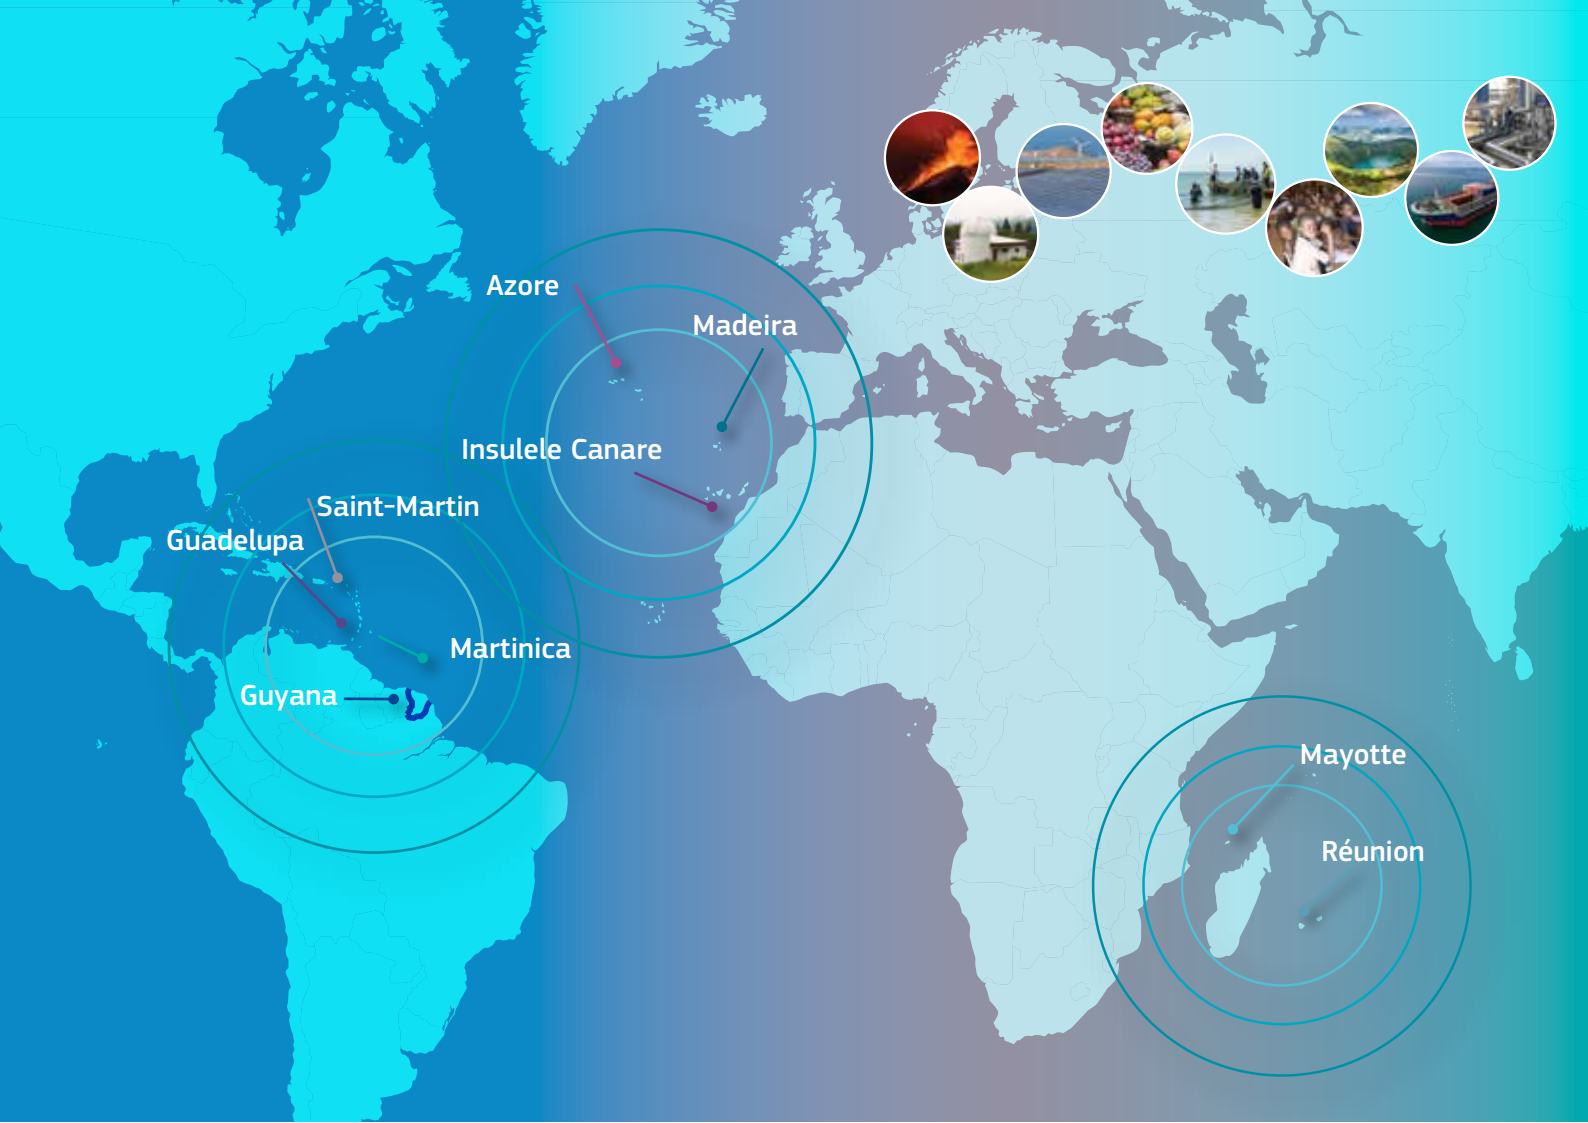 Azore
Madeira
Insulele Canare
Saint-Martin
Guadelupa
Martinica
Guyana
Mayotte
Réunion